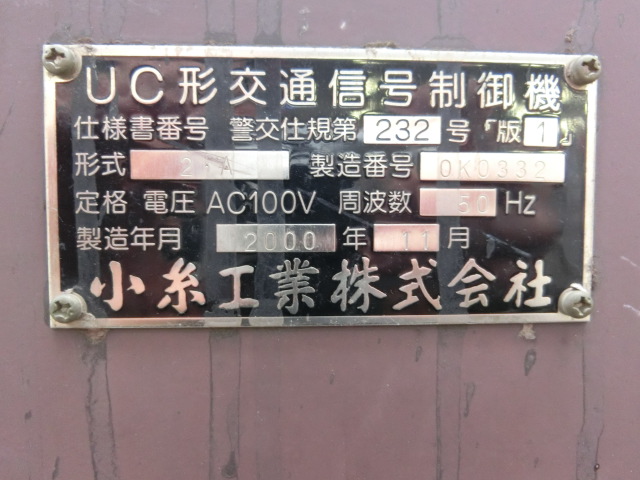 UC形交通信号制御機
仕様書番号 警交仕規第 232 号 「版 1」
形式 2-A 製造番号 0K0332
定格 電圧 AC100V 周波数 50 Hz
製造年月 2000 年 11 月
小糸工業株式会社